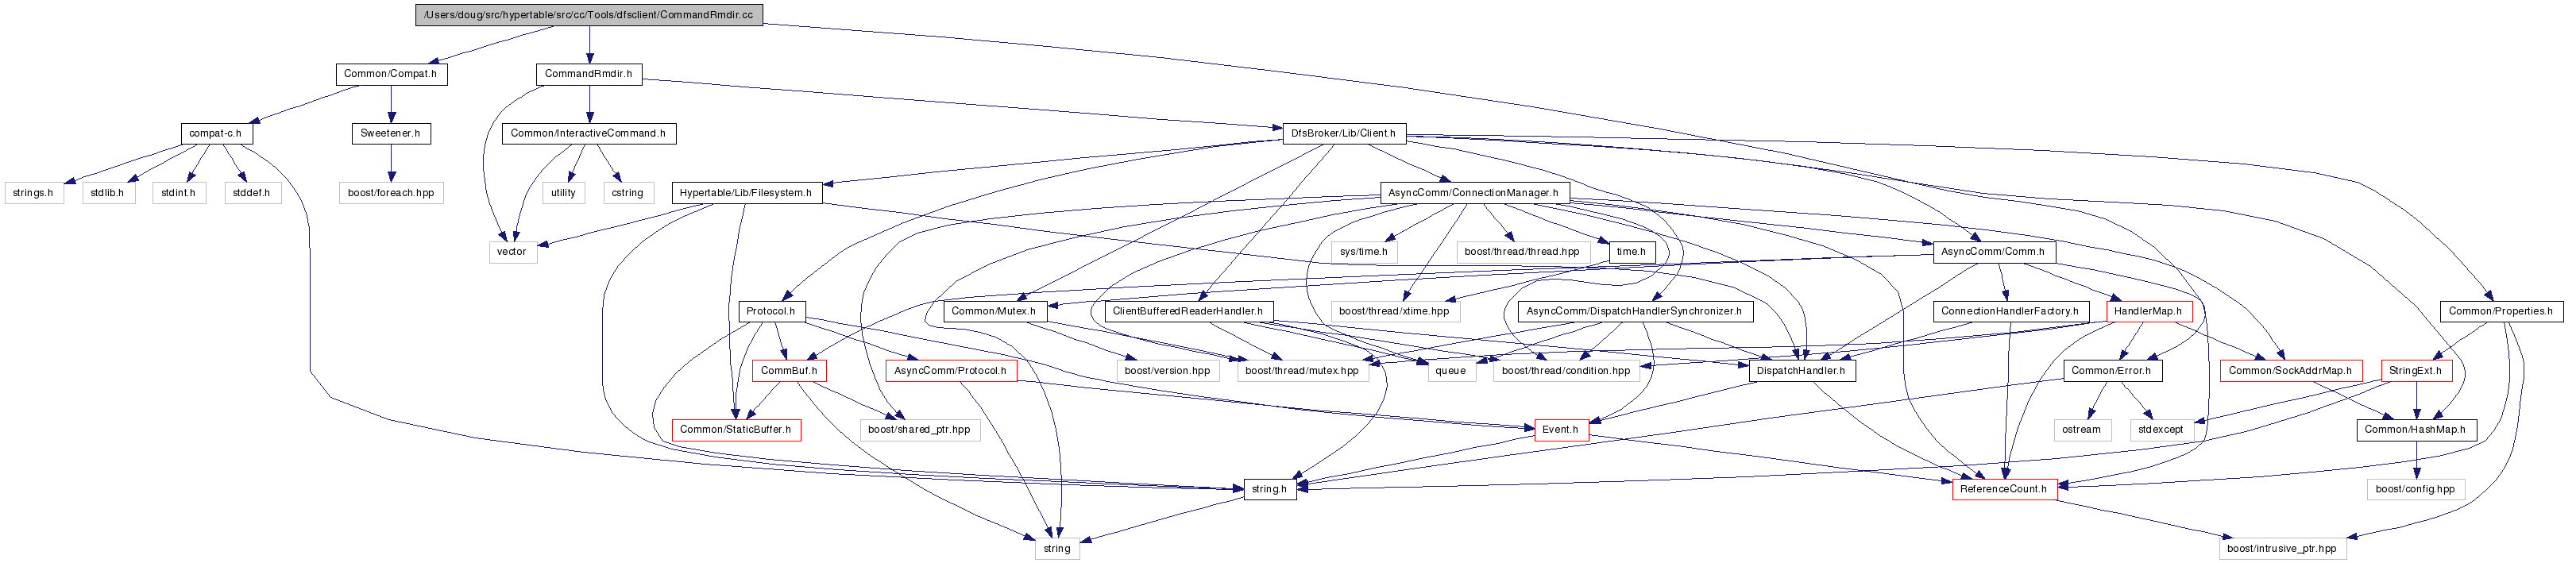 /Users/doug/src/hypertable/src/cc/Tools/dfsclient/CommandRmdir.cc
Common/Compat.h
CommandRmdir.h
compat-c.h
Sweetener.h
Common/InteractiveCommand.h
DfsBroker/Lib/Client.h
strings.h
stdlib.h
stdint.h
stddef.h
boost/foreach.hpp
utility
cstring
Hypertable/Lib/Filesystem.h
AsyncComm/ConnectionManager.h
vector
sys/time.h
boost/thread/thread.hpp
time.h
AsyncComm/Comm.h
Protocol.h
Common/Mutex.h
ClientBufferedReaderHandler.h
boost/thread/xtime.hpp
AsyncComm/DispatchHandlerSynchronizer.h
ConnectionHandlerFactory.h
HandlerMap.h
Common/Properties.h
CommBuf.h
AsyncComm/Protocol.h
boost/version.hpp
boost/thread/mutex.hpp
queue
boost/thread/condition.hpp
DispatchHandler.h
Common/Error.h
Common/SockAddrMap.h
StringExt.h
Common/StaticBuffer.h
boost/shared_ptr.hpp
Event.h
ostream
stdexcept
Common/HashMap.h
string.h
ReferenceCount.h
boost/config.hpp
string
boost/intrusive_ptr.hpp